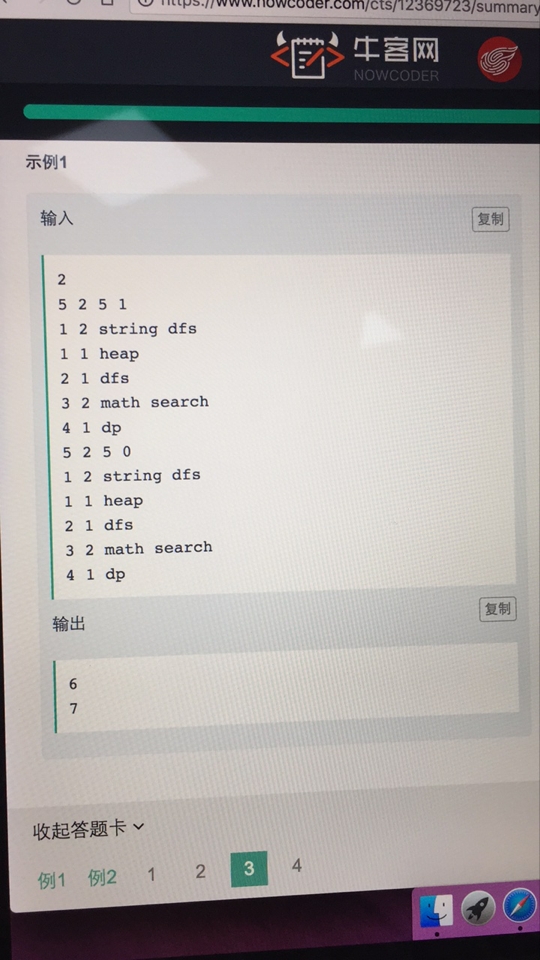 https://www.nowcoder.com/cts/12369723/summary
牛客网
NOWCODER
示例1
输入
复制
2
5 2 5 1
1 2 string dfs
1 1 heap
2 1 dfs
3 2 math search
4 1 dp
5 2 5 0
1 2 string dfs
1 1 heap
2 1 dfs
3 2 math search
4 1 dp
输出
复制
6
7
收起答题卡
例1 例2 1 2 3 4